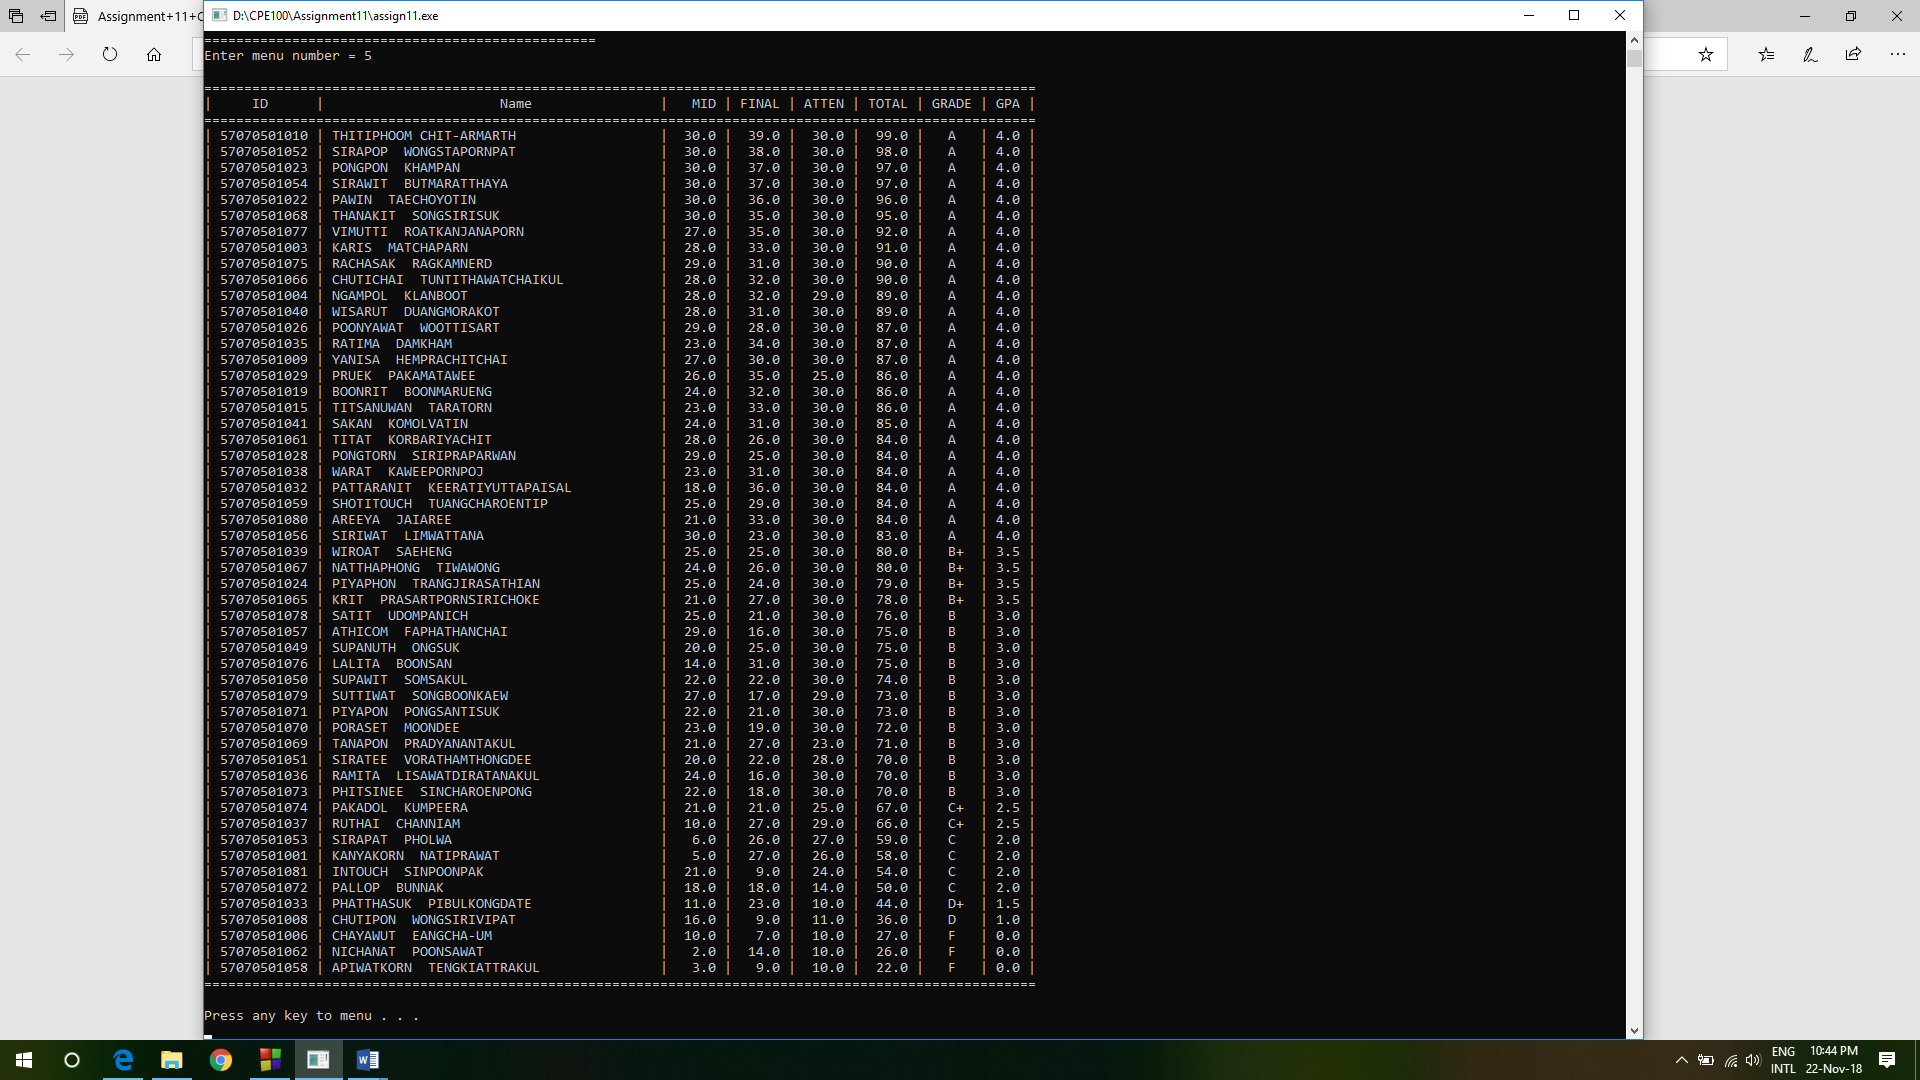 Assignment+11+C
D:\CPE100\Assignment11\assign11.exe
=================================================
Enter menu number = 5
========================================================================================================
|     ID      |                      Name                |   MID | FINAL | ATTEN | TOTAL | GRADE | GPA |
========================================================================================================
| 57070501010 | THITIPHOOM CHIT-ARMARTH                  |  30.0 |  39.0 |  30.0 |  99.0 |   A   | 4.0 |
| 57070501052 | SIRAPOP  WONGSTAPORNPAT                  |  30.0 |  38.0 |  30.0 |  98.0 |   A   | 4.0 |
| 57070501023 | PONGPON  KHAMPAN                         |  30.0 |  37.0 |  30.0 |  97.0 |   A   | 4.0 |
| 57070501054 | SIRAWIT  BUTMARATTHAYA                   |  30.0 |  37.0 |  30.0 |  97.0 |   A   | 4.0 |
| 57070501022 | PAWIN  TAECHOYOTIN                       |  30.0 |  36.0 |  30.0 |  96.0 |   A   | 4.0 |
| 57070501068 | THANAKIT  SONGSIRISUK                    |  30.0 |  35.0 |  30.0 |  95.0 |   A   | 4.0 |
| 57070501077 | VIMUTTI  ROATKANJANAPORN                 |  27.0 |  35.0 |  30.0 |  92.0 |   A   | 4.0 |
| 57070501003 | KARIS  MATCHAPARN                        |  28.0 |  33.0 |  30.0 |  91.0 |   A   | 4.0 |
| 57070501075 | RACHASAK  RAGKAMNERD                     |  29.0 |  31.0 |  30.0 |  90.0 |   A   | 4.0 |
| 57070501066 | CHUTICHAI  TUNTITHAWATCHAIKUL            |  28.0 |  32.0 |  30.0 |  90.0 |   A   | 4.0 |
| 57070501004 | NGAMPOL  KLANBOOT                        |  28.0 |  32.0 |  29.0 |  89.0 |   A   | 4.0 |
| 57070501040 | WISARUT  DUANGMORAKOT                    |  28.0 |  31.0 |  30.0 |  89.0 |   A   | 4.0 |
| 57070501026 | POONYAWAT  WOOTTISART                    |  29.0 |  28.0 |  30.0 |  87.0 |   A   | 4.0 |
| 57070501035 | RATIMA  DAMKHAM                          |  23.0 |  34.0 |  30.0 |  87.0 |   A   | 4.0 |
| 57070501009 | YANISA  HEMPRACHITCHAI                   |  27.0 |  30.0 |  30.0 |  87.0 |   A   | 4.0 |
| 57070501029 | PRUEK  PAKAMATAWEE                       |  26.0 |  35.0 |  25.0 |  86.0 |   A   | 4.0 |
| 57070501019 | BOONRIT  BOONMARUENG                     |  24.0 |  32.0 |  30.0 |  86.0 |   A   | 4.0 |
| 57070501015 | TITSANUWAN  TARATORN                     |  23.0 |  33.0 |  30.0 |  86.0 |   A   | 4.0 |
| 57070501041 | SAKAN  KOMOLVATIN                        |  24.0 |  31.0 |  30.0 |  85.0 |   A   | 4.0 |
| 57070501061 | TITAT  KORBARIYACHIT                     |  28.0 |  26.0 |  30.0 |  84.0 |   A   | 4.0 |
| 57070501028 | PONGTORN  SIRIPRAPARWAN                  |  29.0 |  25.0 |  30.0 |  84.0 |   A   | 4.0 |
| 57070501038 | WARAT  KAWEEPORNPOJ                      |  23.0 |  31.0 |  30.0 |  84.0 |   A   | 4.0 |
| 57070501032 | PATTARANIT  KEERATIYUTTAPAISAL           |  18.0 |  36.0 |  30.0 |  84.0 |   A   | 4.0 |
| 57070501059 | SHOTITOUCH  TUANGCHAROENTIP              |  25.0 |  29.0 |  30.0 |  84.0 |   A   | 4.0 |
| 57070501080 | AREEYA  JAIAREE                          |  21.0 |  33.0 |  30.0 |  84.0 |   A   | 4.0 |
| 57070501056 | SIRIWAT  LIMWATTANA                      |  30.0 |  23.0 |  30.0 |  83.0 |   A   | 4.0 |
| 57070501039 | WIROAT  SAEHENG                          |  25.0 |  25.0 |  30.0 |  80.0 |   B+  | 3.5 |
| 57070501067 | NATTHAPHONG  TIWAWONG                    |  24.0 |  26.0 |  30.0 |  80.0 |   B+  | 3.5 |
| 57070501024 | PIYAPHON  TRANGJIRASATHIAN               |  25.0 |  24.0 |  30.0 |  79.0 |   B+  | 3.5 |
| 57070501065 | KRIT  PRASARTPORNSIRICHOKE               |  21.0 |  27.0 |  30.0 |  78.0 |   B+  | 3.5 |
| 57070501078 | SATIT  UDOMPANICH                        |  25.0 |  21.0 |  30.0 |  76.0 |   B   | 3.0 |
| 57070501057 | ATHICOM  FAPHATHANCHAI                   |  29.0 |  16.0 |  30.0 |  75.0 |   B   | 3.0 |
| 57070501049 | SUPANUTH  ONGSUK                         |  20.0 |  25.0 |  30.0 |  75.0 |   B   | 3.0 |
| 57070501076 | LALITA  BOONSAN                          |  14.0 |  31.0 |  30.0 |  75.0 |   B   | 3.0 |
| 57070501050 | SUPAWIT  SOMSAKUL                        |  22.0 |  22.0 |  30.0 |  74.0 |   B   | 3.0 |
| 57070501079 | SUTTIWAT  SONGBOONKAEW                   |  27.0 |  17.0 |  29.0 |  73.0 |   B   | 3.0 |
| 57070501071 | PIYAPON  PONGSANTISUK                    |  22.0 |  21.0 |  30.0 |  73.0 |   B   | 3.0 |
| 57070501070 | PORASET  MOONDEE                         |  23.0 |  19.0 |  30.0 |  72.0 |   B   | 3.0 |
| 57070501069 | TANAPON  PRADYANANTAKUL                  |  21.0 |  27.0 |  23.0 |  71.0 |   B   | 3.0 |
| 57070501051 | SIRATEE  VORATHAMTHONGDEE                |  20.0 |  22.0 |  28.0 |  70.0 |   B   | 3.0 |
| 57070501036 | RAMITA  LISAWATDIRATANAKUL               |  24.0 |  16.0 |  30.0 |  70.0 |   B   | 3.0 |
| 57070501073 | PHITSINEE  SINCHAROENPONG                |  22.0 |  18.0 |  30.0 |  70.0 |   B   | 3.0 |
| 57070501074 | PAKADOL  KUMPEERA                        |  21.0 |  21.0 |  25.0 |  67.0 |   C+  | 2.5 |
| 57070501037 | RUTHAI  CHANNIAM                         |  10.0 |  27.0 |  29.0 |  66.0 |   C+  | 2.5 |
| 57070501053 | SIRAPAT  PHOLWA                          |   6.0 |  26.0 |  27.0 |  59.0 |   C   | 2.0 |
| 57070501001 | KANYAKORN  NATIPRAWAT                    |   5.0 |  27.0 |  26.0 |  58.0 |   C   | 2.0 |
| 57070501081 | INTOUCH  SINPOONPAK                      |  21.0 |   9.0 |  24.0 |  54.0 |   C   | 2.0 |
| 57070501072 | PALLOP  BUNNAK                           |  18.0 |  18.0 |  14.0 |  50.0 |   C   | 2.0 |
| 57070501033 | PHATTHASUK  PIBULKONGDATE                |  11.0 |  23.0 |  10.0 |  44.0 |   D+  | 1.5 |
| 57070501008 | CHUTIPON  WONGSIRIVIPAT                  |  16.0 |   9.0 |  11.0 |  36.0 |   D   | 1.0 |
| 57070501006 | CHAYAWUT  EANGCHA-UM                     |  10.0 |   7.0 |  10.0 |  27.0 |   F   | 0.0 |
| 57070501062 | NICHANAT  POONSAWAT                      |   2.0 |  14.0 |  10.0 |  26.0 |   F   | 0.0 |
| 57070501058 | APIWATKORN  TENGKIATTRAKUL               |   3.0 |   9.0 |  10.0 |  22.0 |   F   | 0.0 |
========================================================================================================
Press any key to menu . . .
ENG
INTL
10:44 PM
22-Nov-18